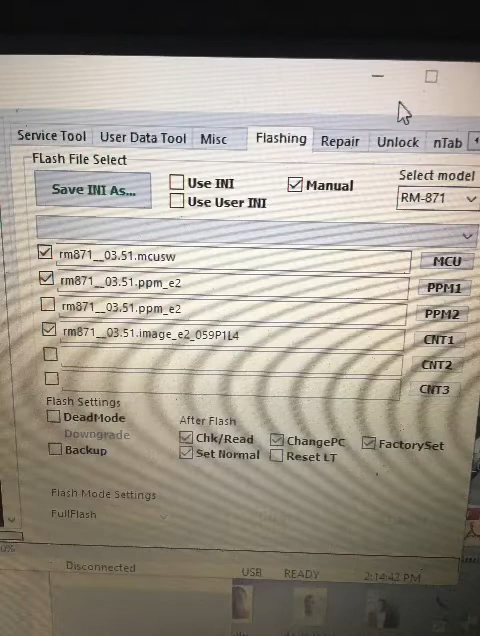 Service Tool User Data Tool Misc Flashing Repair Unlock nTab
FLash File Select
Select model
Save INI As... Use INI Manual
RM-871
Use User INI
rm871__03.51.mcusw MCU
rm871__03.51.ppm_e2 PPM1
rm871__03.51.ppm_e2 PPM2
rm871__03.51.image_e2_059P1L4 CNT1
CNT2
CNT3
Flash Settings
DeadMode After Flash
Downgrade Chk/Read ChangePC FactorySet
Backup Set Normal Reset LT
Flash Mode Settings
FullFlash
Disconnected USB READY 2:14:42 PM